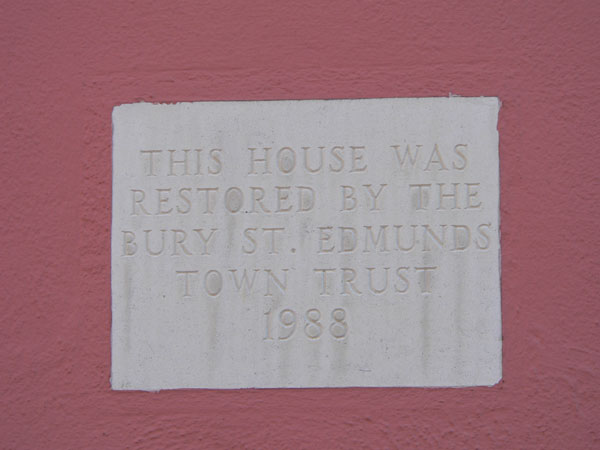 THIS HOUSE WAS
RESTORED BY THE
BURY ST. EDMUNDS
TOWN TRUST
1988